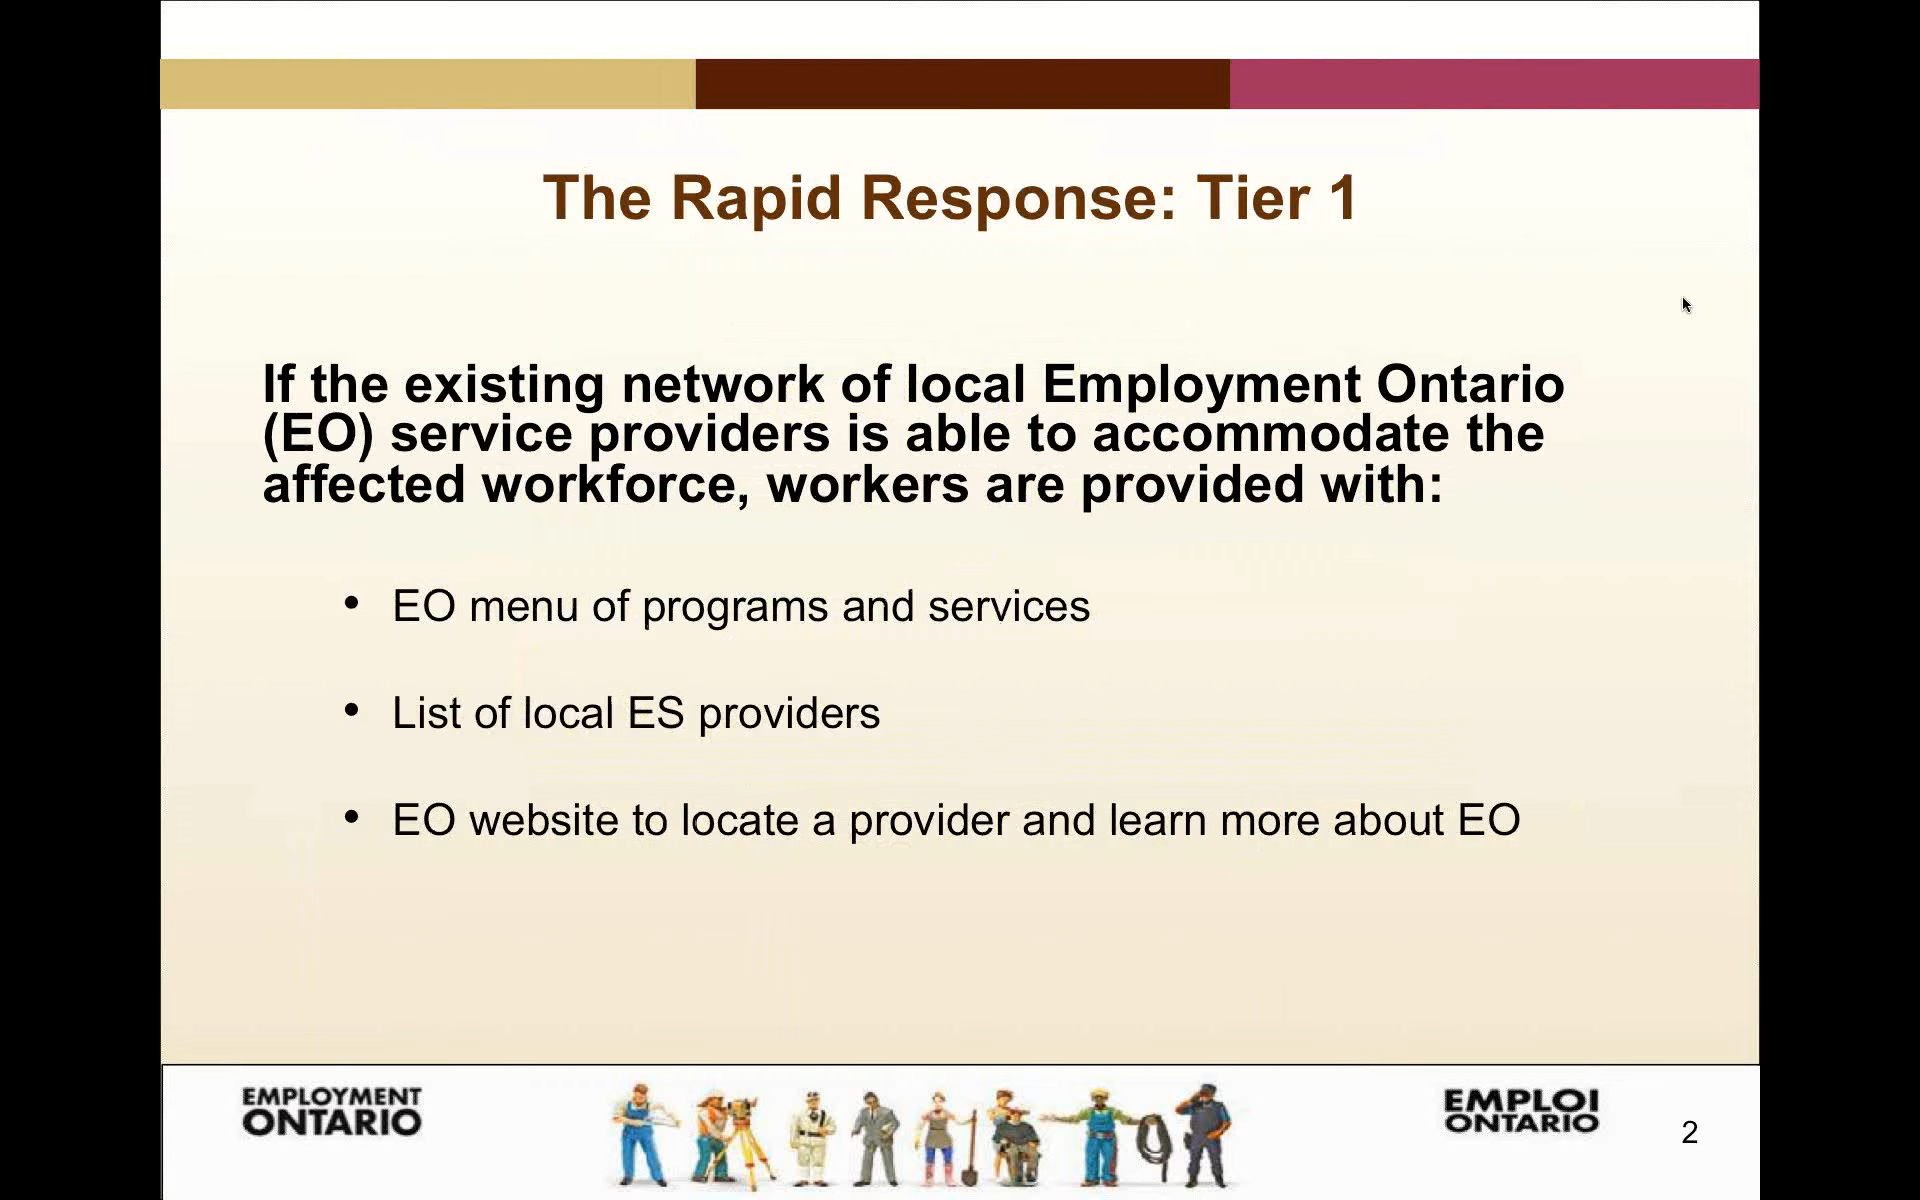 The Rapid Response: Tier 1
If the existing network of local Employment Ontario
(EO) service providers is able to accommodate the
affected workforce, workers are provided with:
• EO menu of programs and services
• List of local ES providers
• EO website to locate a provider and learn more about EO
EMPLOYMENT
ONTARIO
EMPLOI
ONTARIO
2